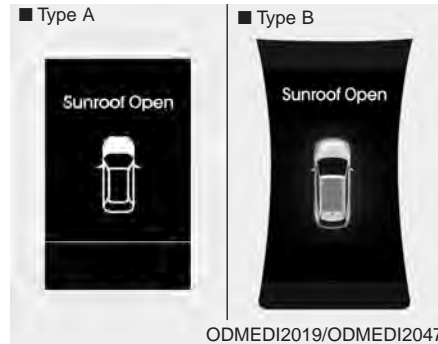 ■ Type A
■ Type B
Sunroof Open
Sunroof Open
ODMEDI2019/ODMEDI2047